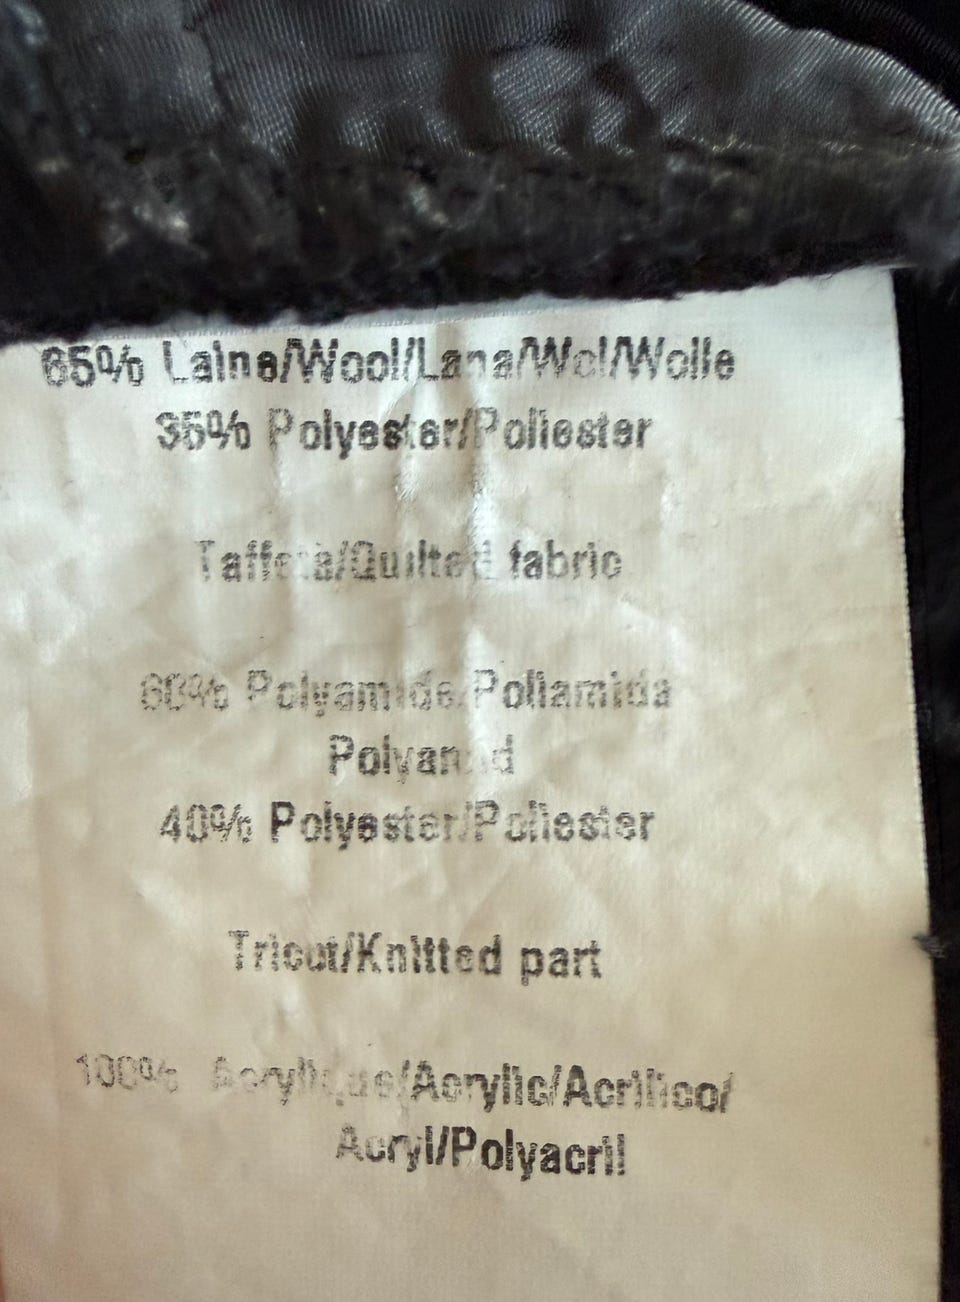 65% Laine/Wool/Lana/Wol/Wolle
35% Polyester/Poliester
Taffeta/Quilted fabric
60% Polyamide/Poliamida
Polyamid
40% Polyester/Poliester
Tricot/Knitted part
100% Acrylique/Acrylic/Acrilico/
Acryl/Polyacril